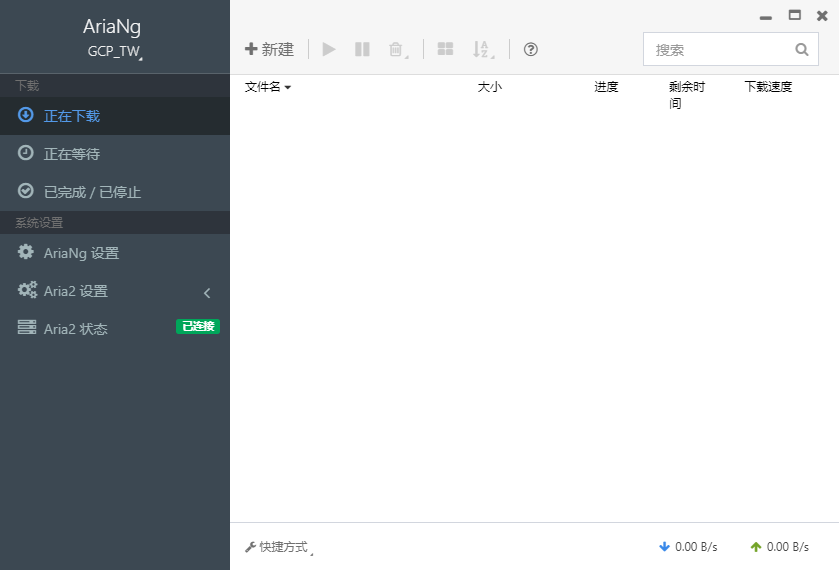 AriaNg
GCP_TW
下载
正在下载
正在等待
已完成 / 已停止
系统设置
AriaNg 设置
Aria2 设置
Aria2 状态 已连接
新建
搜索
文件名 大小 进度 剩余时间 下载速度
快捷方式 0.00 B/s 0.00 B/s